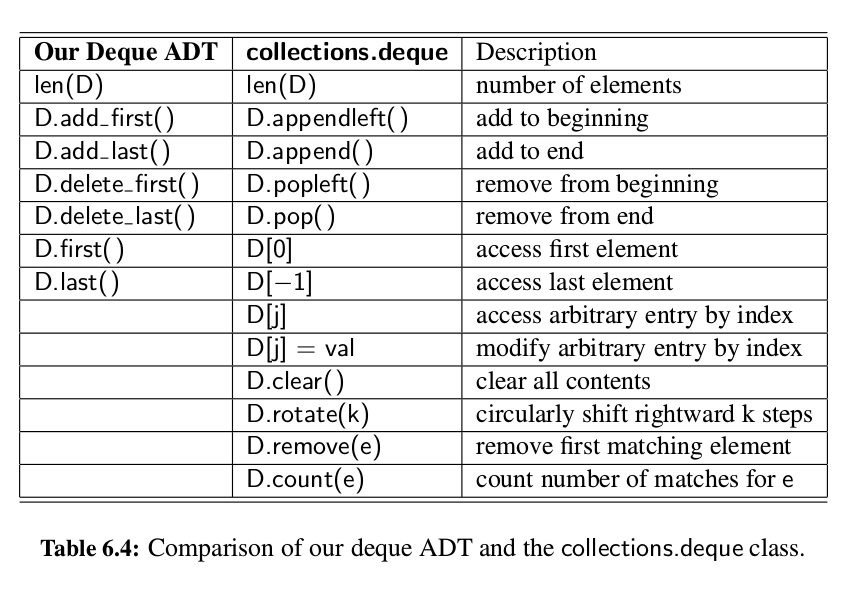 Our Deque ADT collections.deque Description
len(D) len(D) number of elements
D.add_first( ) D.appendleft( ) add to beginning
D.add_last( ) D.append( ) add to end
D.delete_first( ) D.popleft( ) remove from beginning
D.delete_last( ) D.pop( ) remove from end
D.first( ) D[0] access first element
D.last( ) D[−1] access last element
D[j] access arbitrary entry by index
D[j] = val modify arbitrary entry by index
D.clear( ) clear all contents
D.rotate(k) circularly shift rightward k steps
D.remove(e) remove first matching element
D.count(e) count number of matches for e
Table 6.4: Comparison of our deque ADT and the collections.deque class.